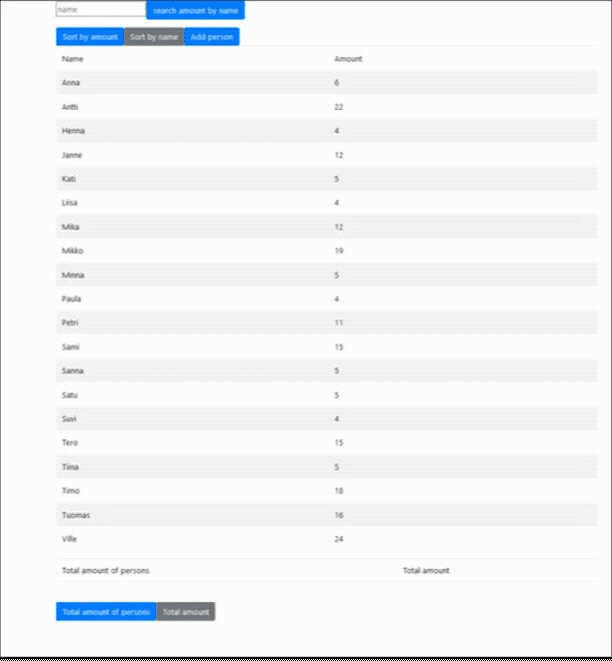 name search amount by name
Sort by amount Sort by name Add person
Name Amount
Anna 6
Antti 22
Henna 4
Janne 12
Kati 5
Liisa 4
Mika 12
Mikko 19
Minna 5
Paula 4
Petri 11
Sami 15
Sanna 5
Satu 5
Suvi 4
Tero 15
Tiina 5
Timo 18
Tuomas 16
Ville 24
Total amount of persons Total amount
Total amount of persons Total amount